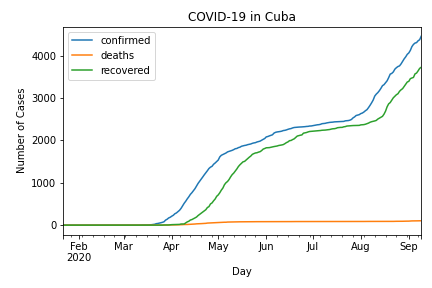 COVID-19 in Cuba
confirmed
deaths
recovered
Number of Cases
4000
3000
2000
1000
0
Feb
2020
Mar
Apr
May
Jun
Jul
Aug
Sep
Day